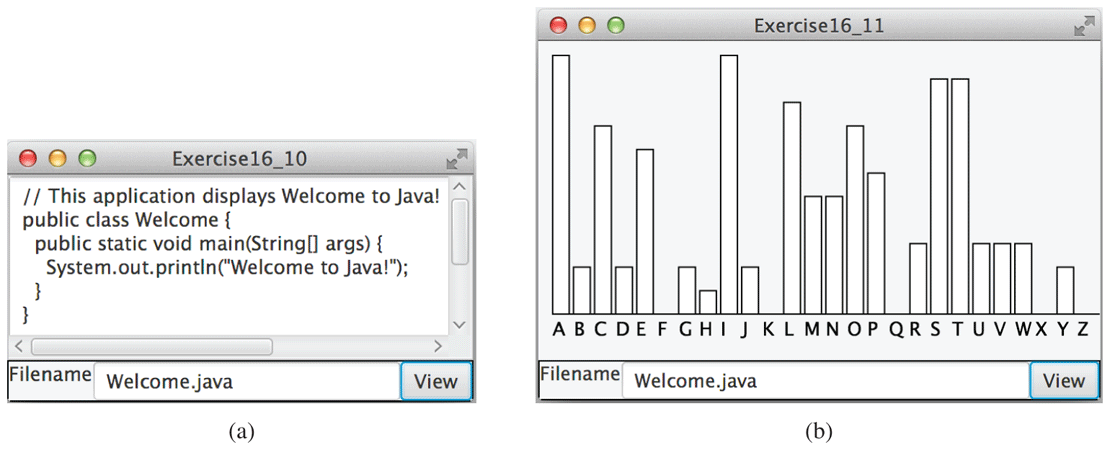 Exercise16_10
// This application displays Welcome to Java!
public class Welcome {
  public static void main(String[] args) {
    System.out.println("Welcome to Java!");
  }
}
Filename Welcome.java View
(a)
Exercise16_11
A B C D E F G H I J K L M N O P Q R S T U V W X Y Z
Filename Welcome.java View
(b)